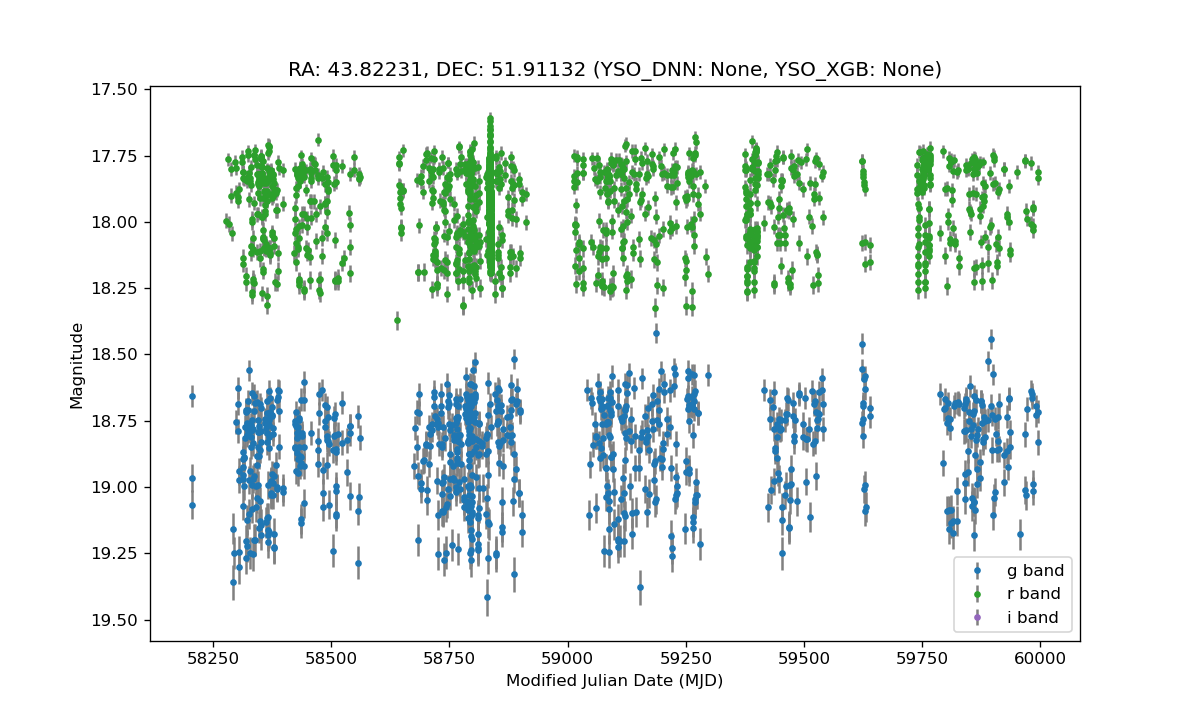 RA: 43.82231, DEC: 51.91132 (YSO_DNN: None, YSO_XGB: None)
17.50
17.75
18.00
18.25
18.50
18.75
19.00
19.25
19.50
Magnitude
58250 58500 58750 59000 59250 59500 59750 60000
Modified Julian Date (MJD)
g band
r band
i band